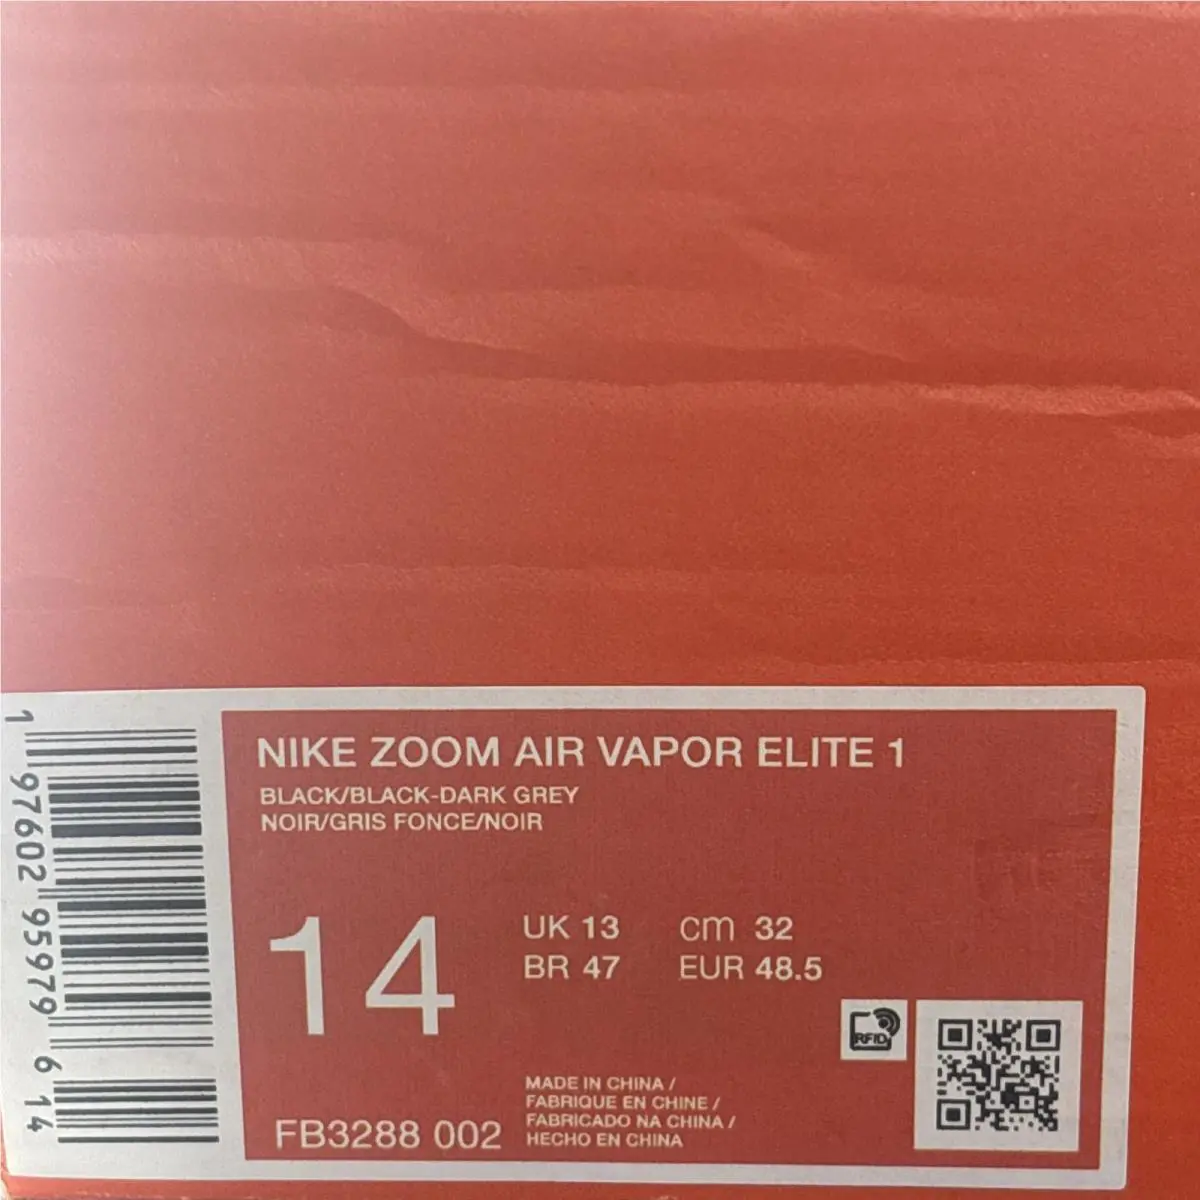 NIKE ZOOM AIR VAPOR ELITE 1
BLACK/BLACK-DARK GREY
NOIR/GRIS FONCE/NOIR
14
UK 13 cm 32
BR 47 EUR 48.5
RFID
MADE IN CHINA /
FABRIQUE EN CHINE /
FABRICADO NA CHINA /
HECHO EN CHINA
FB3288 002
1 97602 95979 6 14